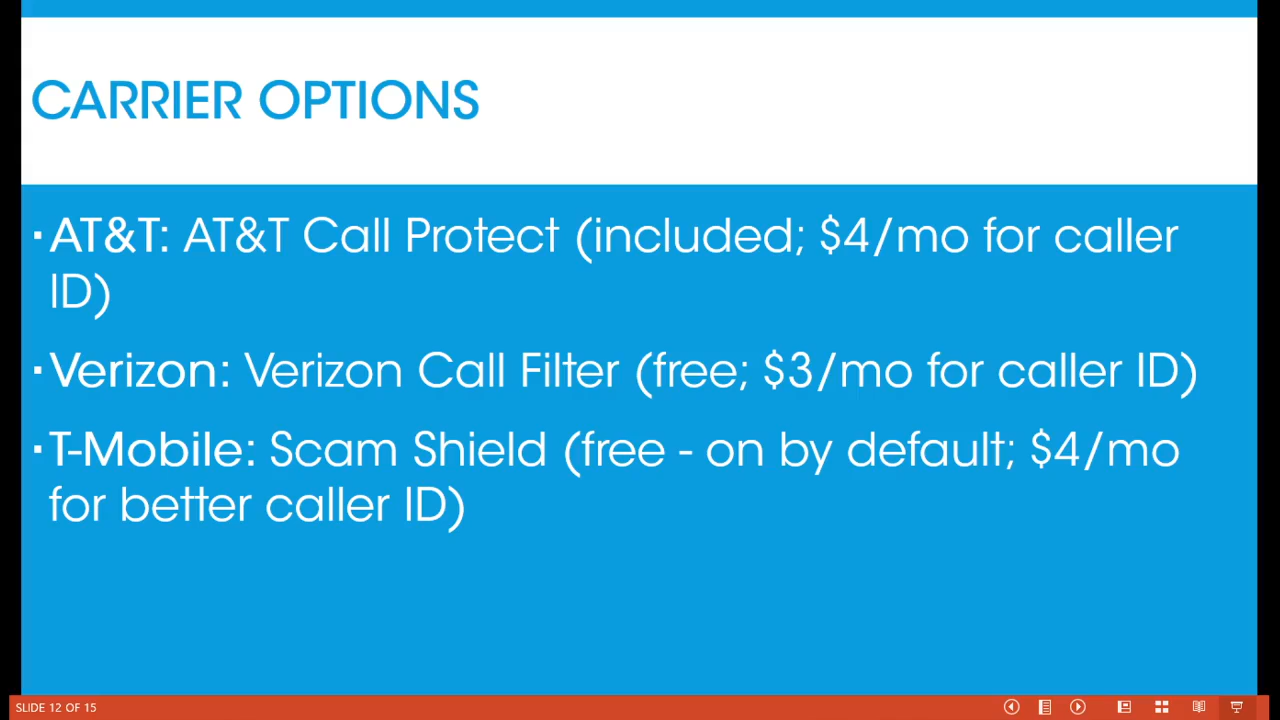 CARRIER OPTIONS
▪AT&T: AT&T Call Protect (included; $4/mo for caller
ID)
▪Verizon: Verizon Call Filter (free; $3/mo for caller ID)
▪T-Mobile: Scam Shield (free - on by default; $4/mo
for better caller ID)
SLIDE 12 OF 15